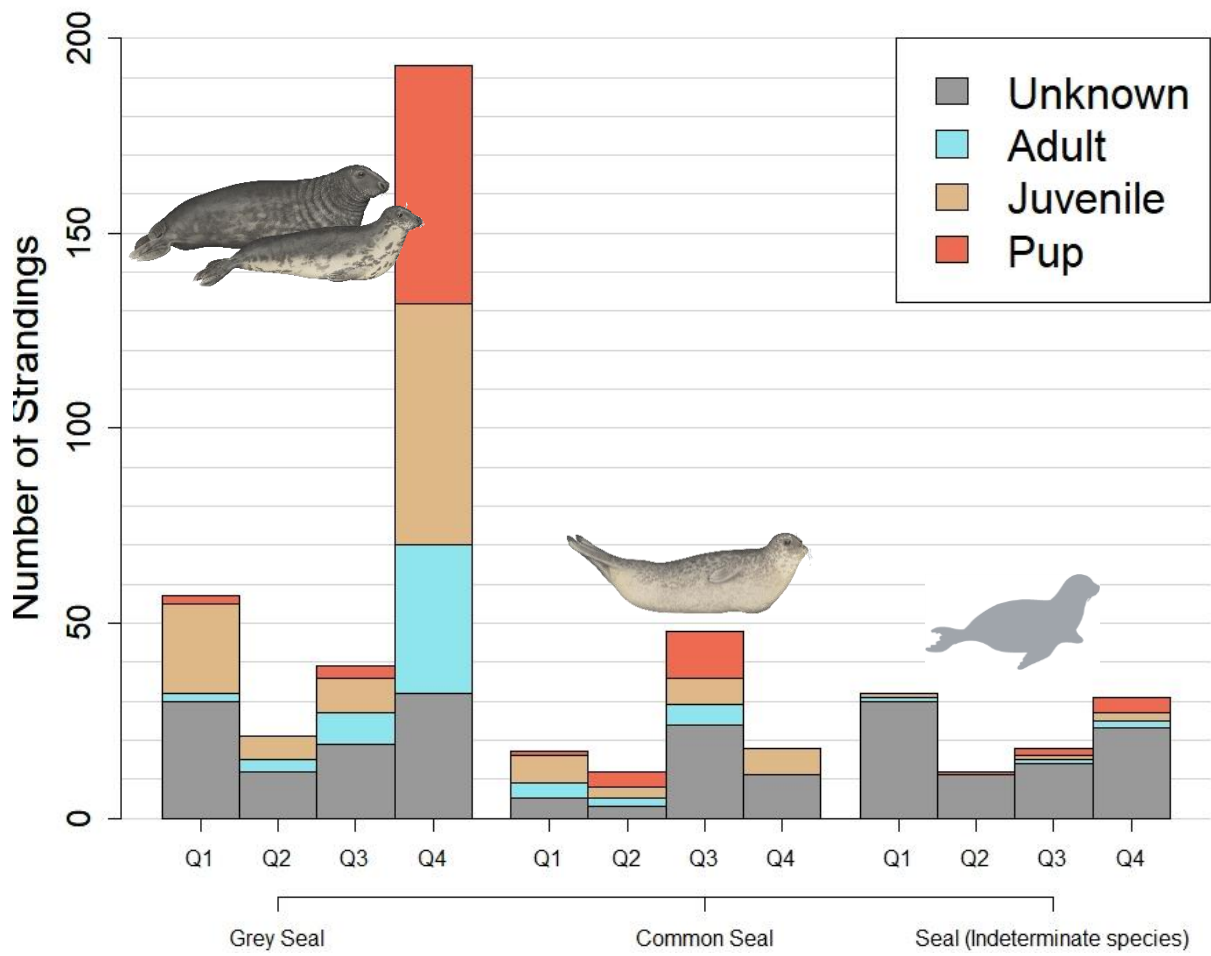 Number of Strandings
200
150
100
50
0
Unknown
Adult
Juvenile
Pup
Q1 Q2 Q3 Q4 Q1 Q2 Q3 Q4 Q1 Q2 Q3 Q4
Grey Seal Common Seal Seal (Indeterminate species)